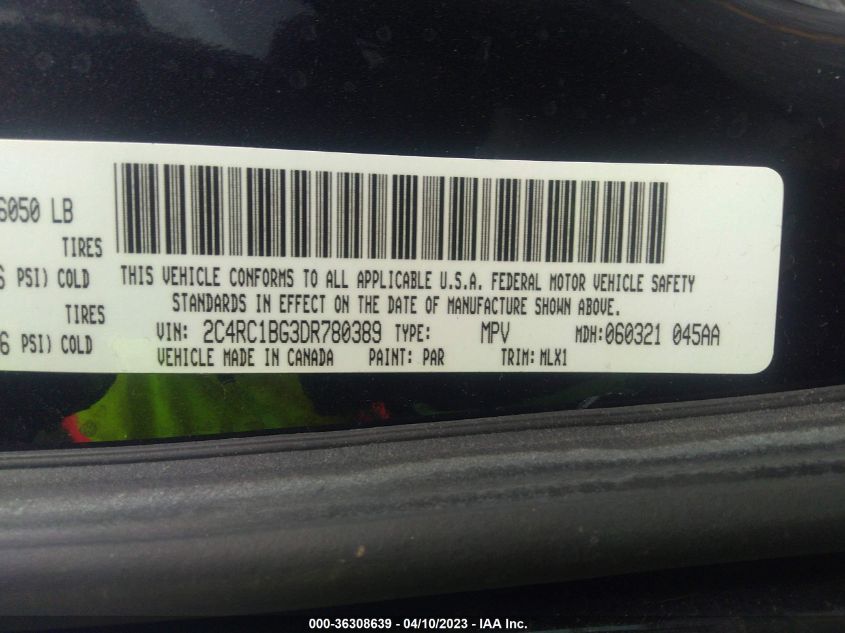 6050 LB
TIRES
PSI) COLD
THIS VEHICLE CONFORMS TO ALL APPLICABLE U.S.A. FEDERAL MOTOR VEHICLE SAFETY
STANDARDS IN EFFECT ON THE DATE OF MANUFACTURE SHOWN ABOVE.
TIRES
6 PSI) COLD
VIN: 2C4RC1BG3DR780389 TYPE: MPV MDH:060321 045AA
VEHICLE MADE IN CANADA PAINT: PAR TRIM: MLX1
000-36308639 - 04/10/2023 - IAA Inc.